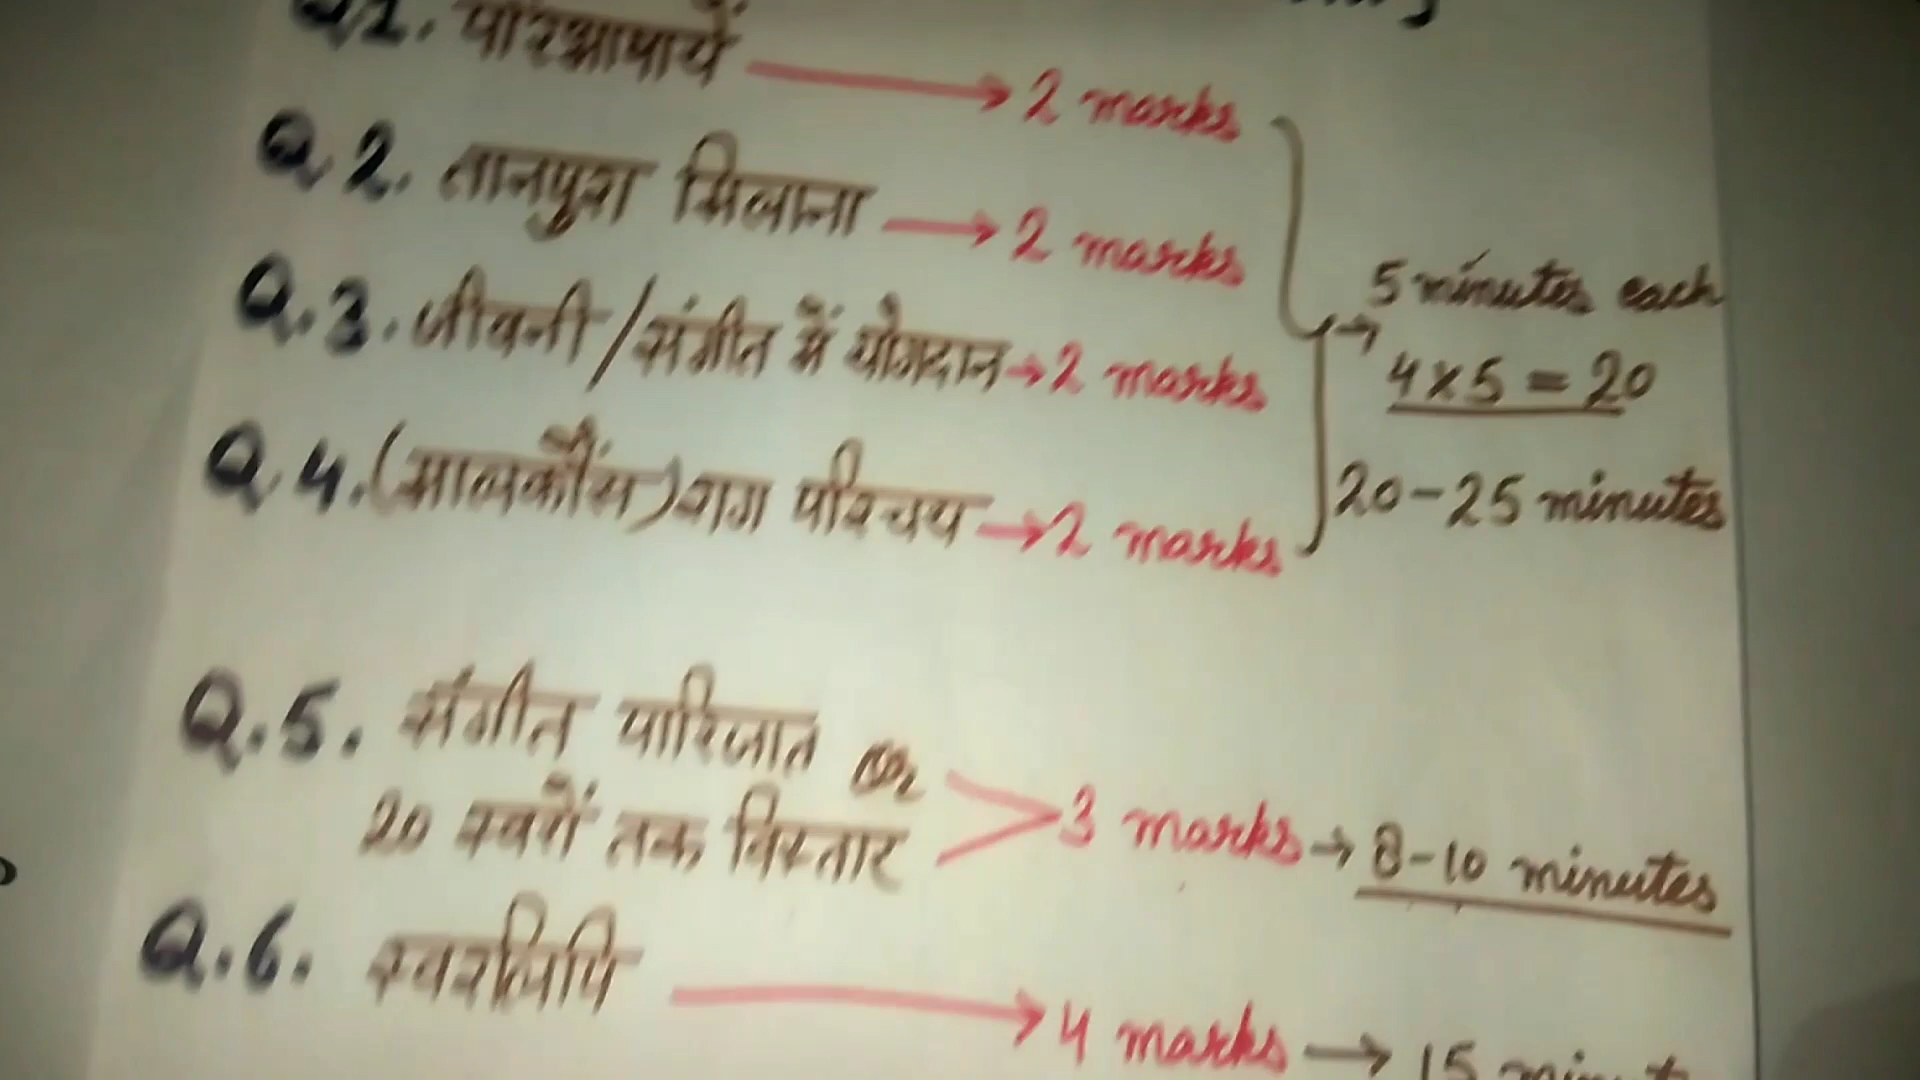 Q1. परिभाषायें → 2 marks
Q 2. तानपुरा मिलाना → 2 marks
Q.3. जीवनी/संगीत में योगदान → 2 marks
5 minutes each
→ 4 x 5 = 20
Q.4. (मालकौंस) राग परिचय → 2 marks
20-25 minutes
Q.5. संगीत पारिजात or
20 स्वरों तक विस्तार
3 marks → 8-10 minutes
Q.6. स्वरलिपि → 4 marks → 15